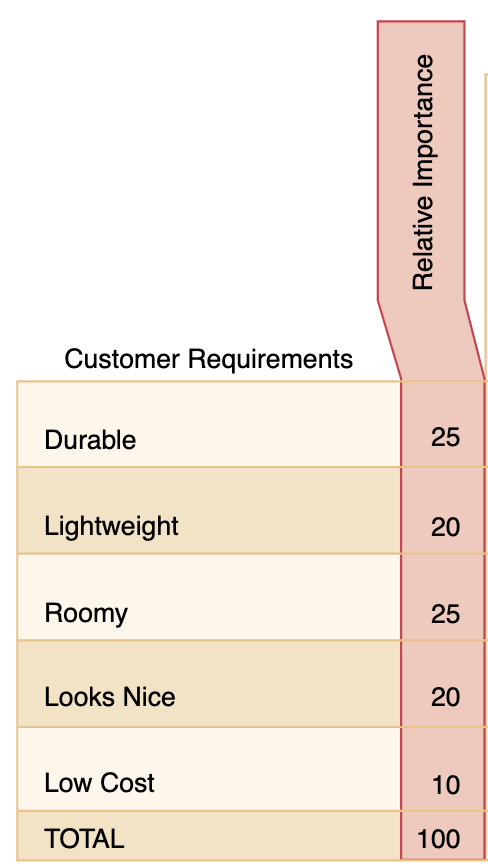 Relative Importance
Customer Requirements
Durable 25
Lightweight 20
Roomy 25
Looks Nice 20
Low Cost 10
TOTAL 100